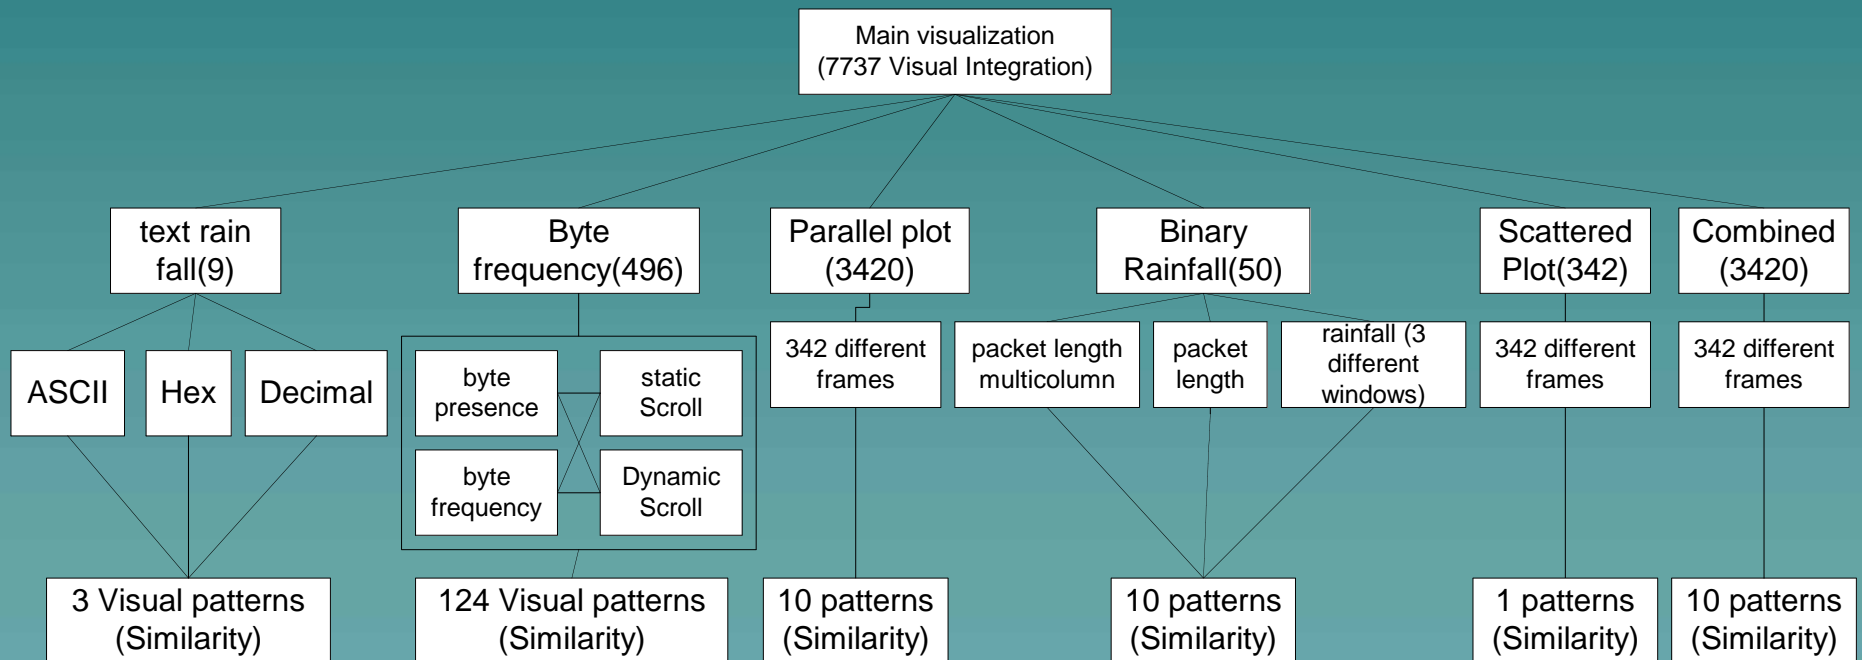 Main visualization
(7737 Visual Integration)
text rain
fall(9)
Byte
frequency(496)
Parallel plot
(3420)
Binary
Rainfall(50)
Scattered
Plot(342)
Combined
(3420)
ASCII
Hex
Decimal
byte
presence
static
Scroll
byte
frequency
Dynamic
Scroll
342 different
frames
packet length
multicolumn
packet
length
rainfall (3
different
windows)
342 different
frames
342 different
frames
3 Visual patterns
(Similarity)
124 Visual patterns
(Similarity)
10 patterns
(Similarity)
10 patterns
(Similarity)
1 patterns
(Similarity)
10 patterns
(Similarity)